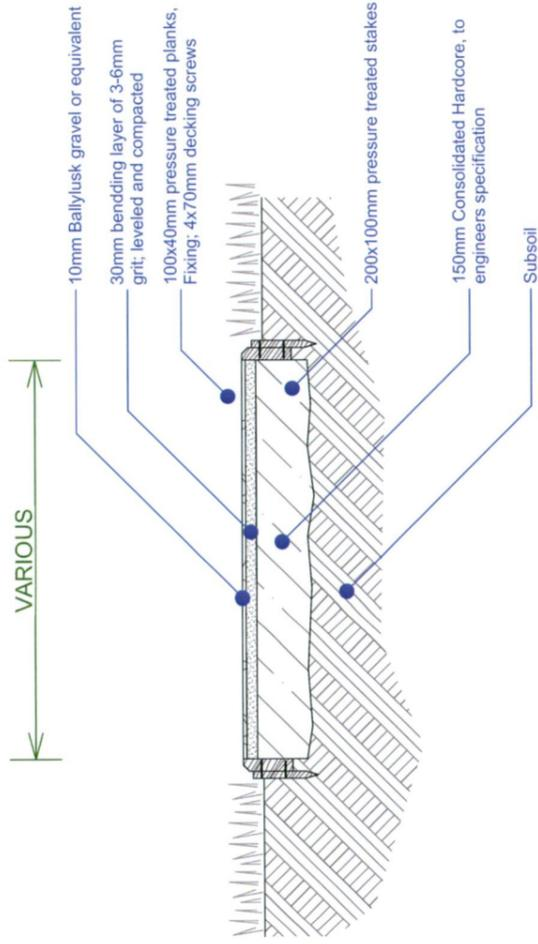 VARIOUS
10mm Ballylusk gravel or equivalent
30mm bendding layer of 3-6mm
grit; leveled and compacted
100x40mm pressure treated planks,
Fixing; 4x70mm decking screws
200x100mm pressure treated stakes
150mm Consolidated Hardcore, to
engineers specification
Subsoil